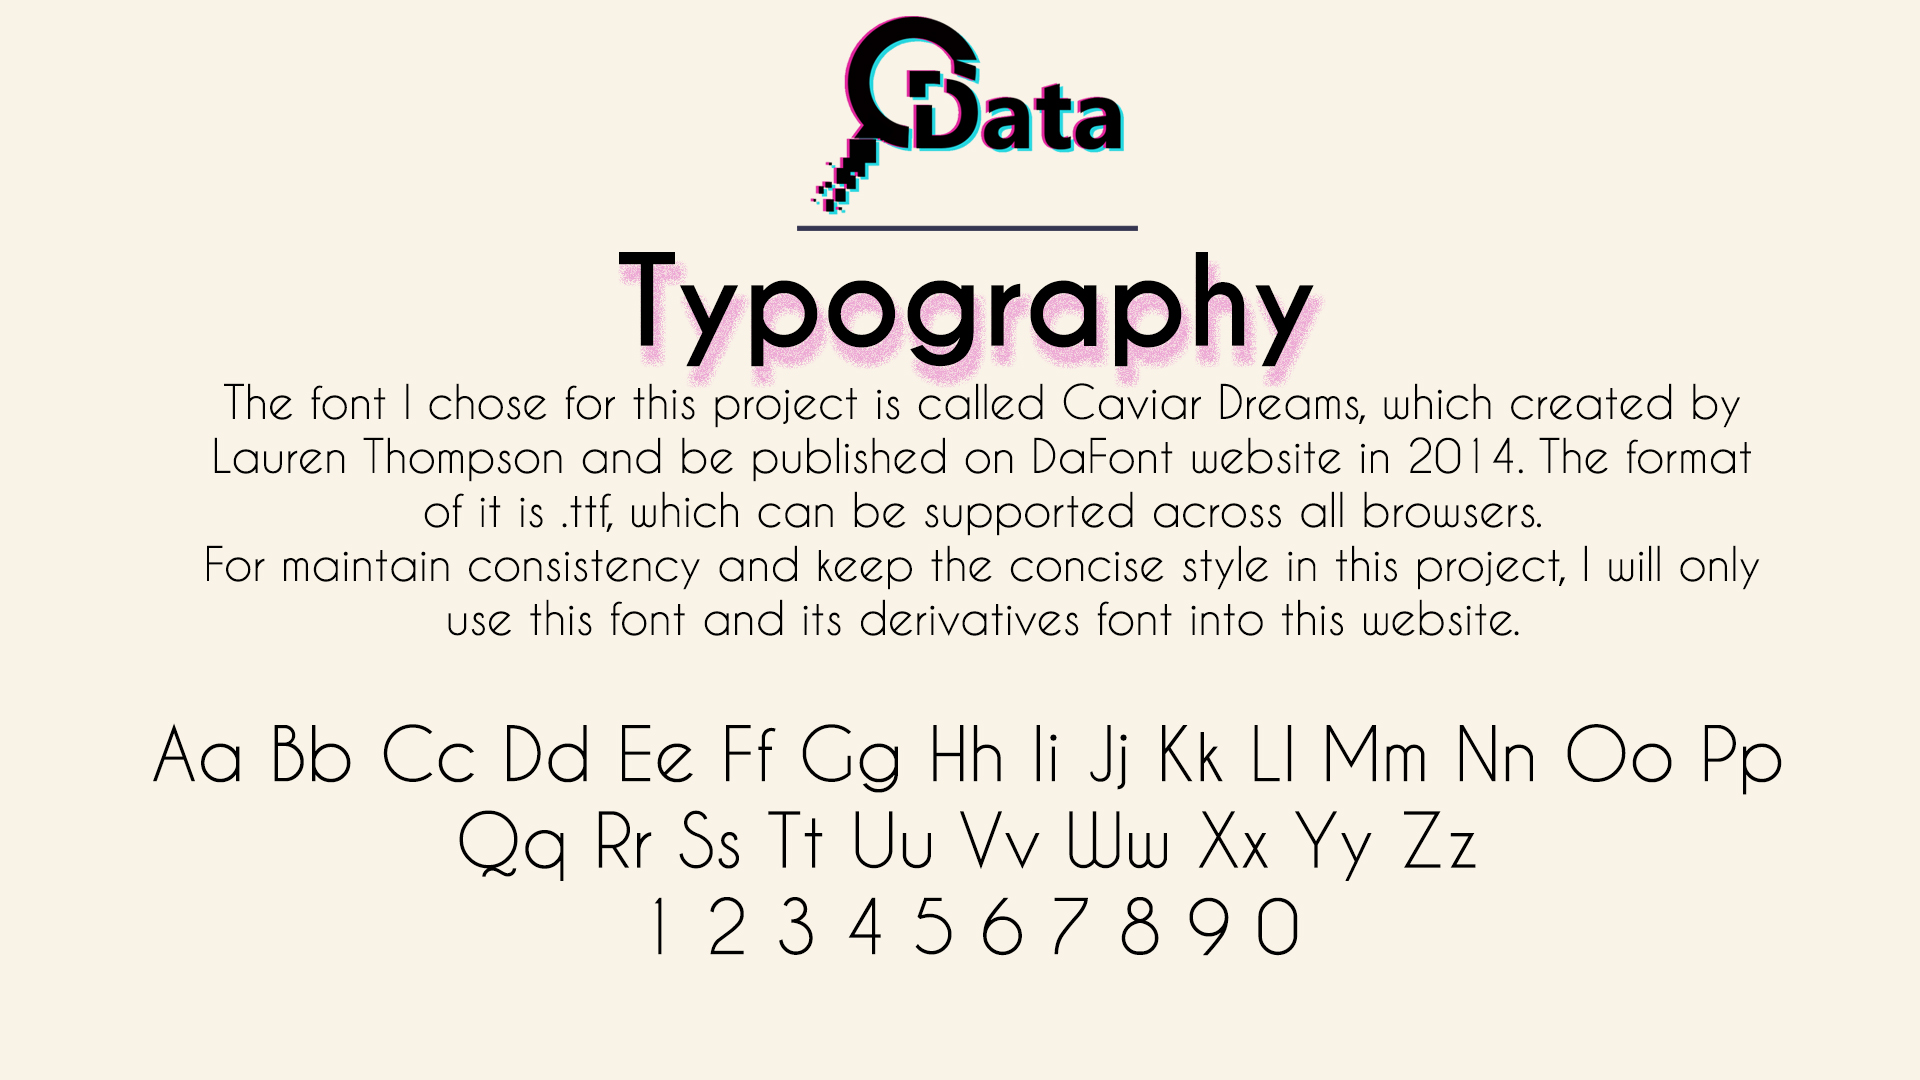 Data
Typography
The font I chose for this project is called Caviar Dreams, which created by
Lauren Thompson and be published on DaFont website in 2014. The format
of it is .ttf, which can be supported across all browsers.
For maintain consistency and keep the concise style in this project, I will only
use this font and its derivatives font into this website.
Aa Bb Cc Dd Ee Ff Gg Hh Ii Jj Kk Ll Mm Nn Oo Pp
Qq Rr Ss Tt Uu Vv Ww Xx Yy Zz
1 2 3 4 5 6 7 8 9 0